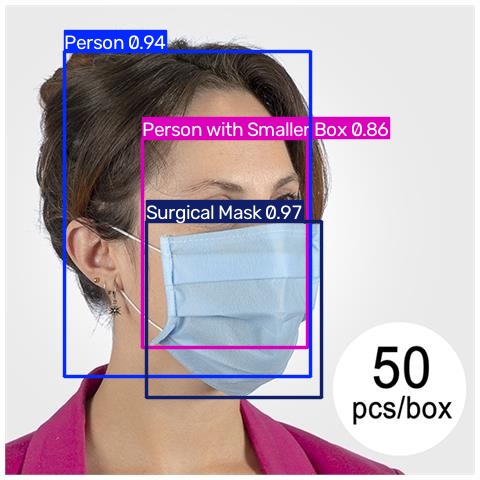 Person 0.94
Person with Smaller Box 0.86
Surgical Mask 0.97
50
pcs/box